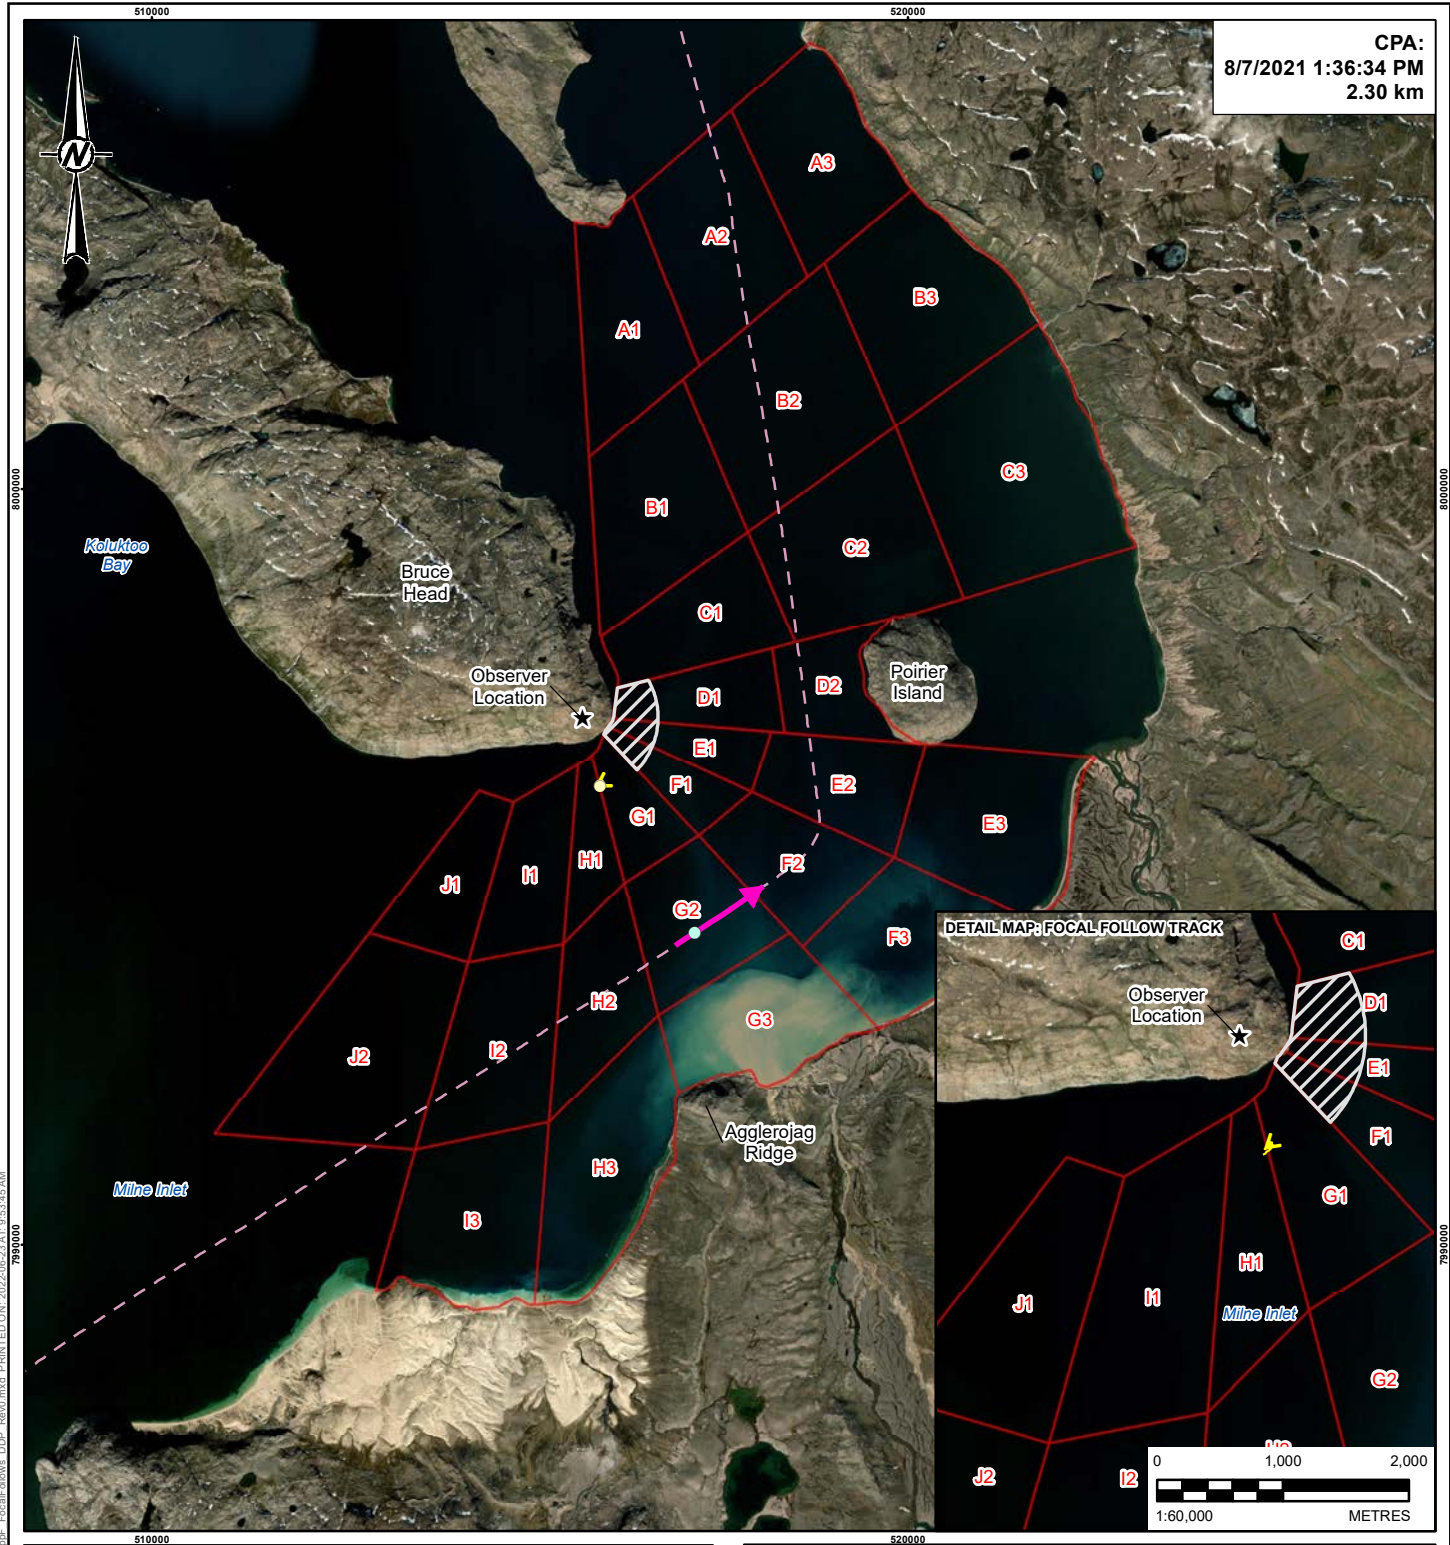 510000
520000
CPA:
8/7/2021 1:36:34 PM
2.30 km
N
A3
A2
A1
B3
B2
8000000
8000000
C3
B1
Koluktoo
Bay
C2
Bruce
Head
C1
Observer
Location
Poirier
Island
D1
D2
E1
F1
E2
G1
E3
H1
F2
I1
J1
G2
F3
H2
G3
J2
I2
Agglerojag
Ridge
H3
Milne Inlet
I3
7990000
DETAIL MAP: FOCAL FOLLOW TRACK
C1
Observer
Location
D1
E1
F1
G1
H1
I1
J1
Milne Inlet
G2
J2
I2
0 1,000 2,000
1:60,000 METRES
510000
520000